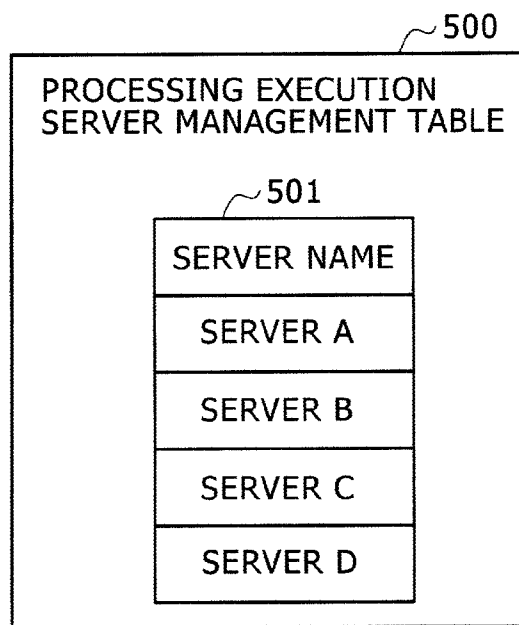 500
PROCESSING EXECUTION
SERVER MANAGEMENT TABLE
501
SERVER NAME
SERVER A
SERVER B
SERVER C
SERVER D